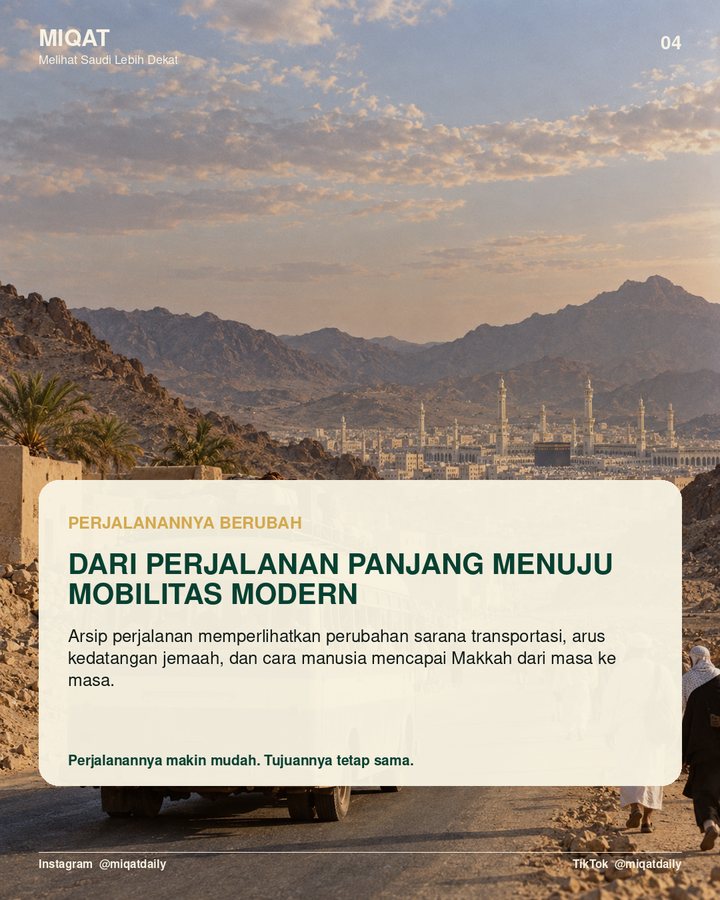 MIQAT
Melihat Saudi Lebih Dekat
04
PERJALANANNYA BERUBAH
DARI PERJALANAN PANJANG MENUJU
MOBILITAS MODERN
Arsip perjalanan memperlihatkan perubahan sarana transportasi, arus
kedatangan jemaah, dan cara manusia mencapai Makkah dari masa ke
masa.
Perjalanannya makin mudah. Tujuannya tetap sama.
Instagram @miqatdaily
TikTok @miqatdaily